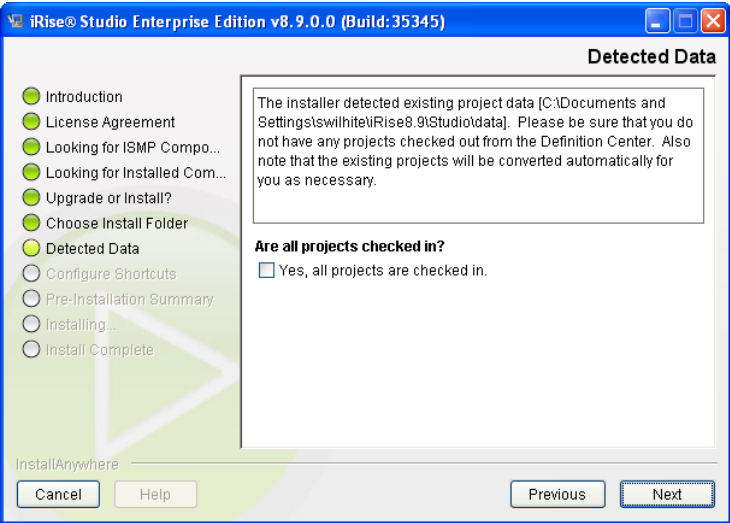 iRise® Studio Enterprise Edition v8.9.0.0 (Build:35345)
Detected Data
Introduction
License Agreement
Looking for ISMP Compo...
Looking for Installed Com...
Upgrade or Install?
Choose Install Folder
Detected Data
Configure Shortcuts
Pre-Installation Summary
Installing...
Install Complete
The installer detected existing project data [C:\Documents and
Settings\swilhite\iRise8.9\Studio\data].  Please be sure that you do
not have any projects checked out from the Definition Center.  Also
note that the existing projects will be converted automatically for
you as necessary.
Are all projects checked in?
Yes, all projects are checked in.
InstallAnywhere
Cancel
Help
Previous
Next